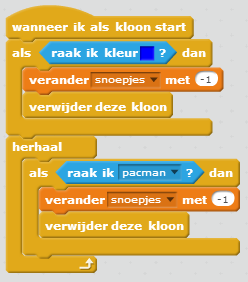 wanneer ik als kloon start
als raak ik kleur ? dan
verander snoepjes met -1
verwijder deze kloon
herhaal
als raak ik pacman ? dan
verander snoepjes met -1
verwijder deze kloon